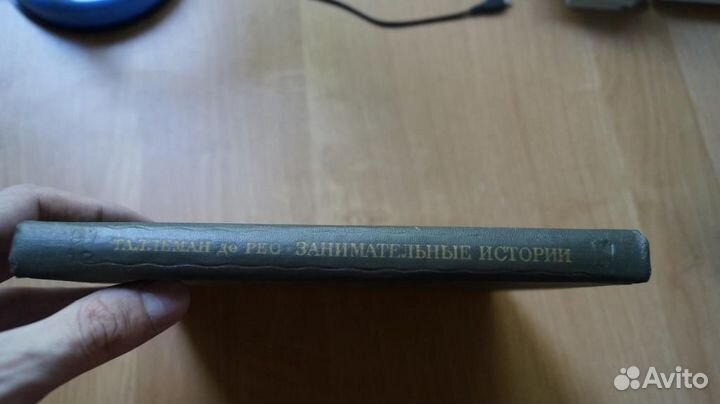 ТАЛЛЕМАН де РЕО • ЗАНИМАТЕЛЬНЫЕ ИСТОРИИ
Avito